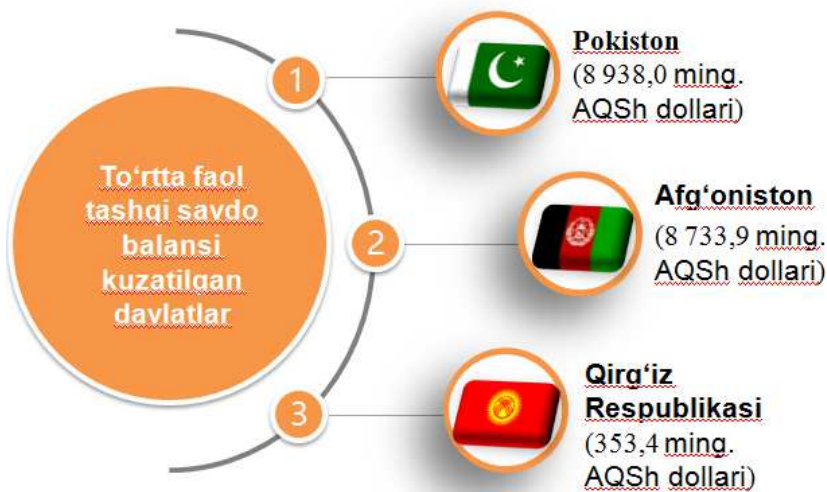 To‘rtta faol
tashqi savdo
balansi
kuzatilgan
davlatlar
1
Pokiston
(8 938,0 ming.
AQSh dollari)
2
Afg‘oniston
(8 733,9 ming.
AQSh dollari)
3
Qirg‘iz
Respublikasi
(353,4 ming.
AQSh dollari)